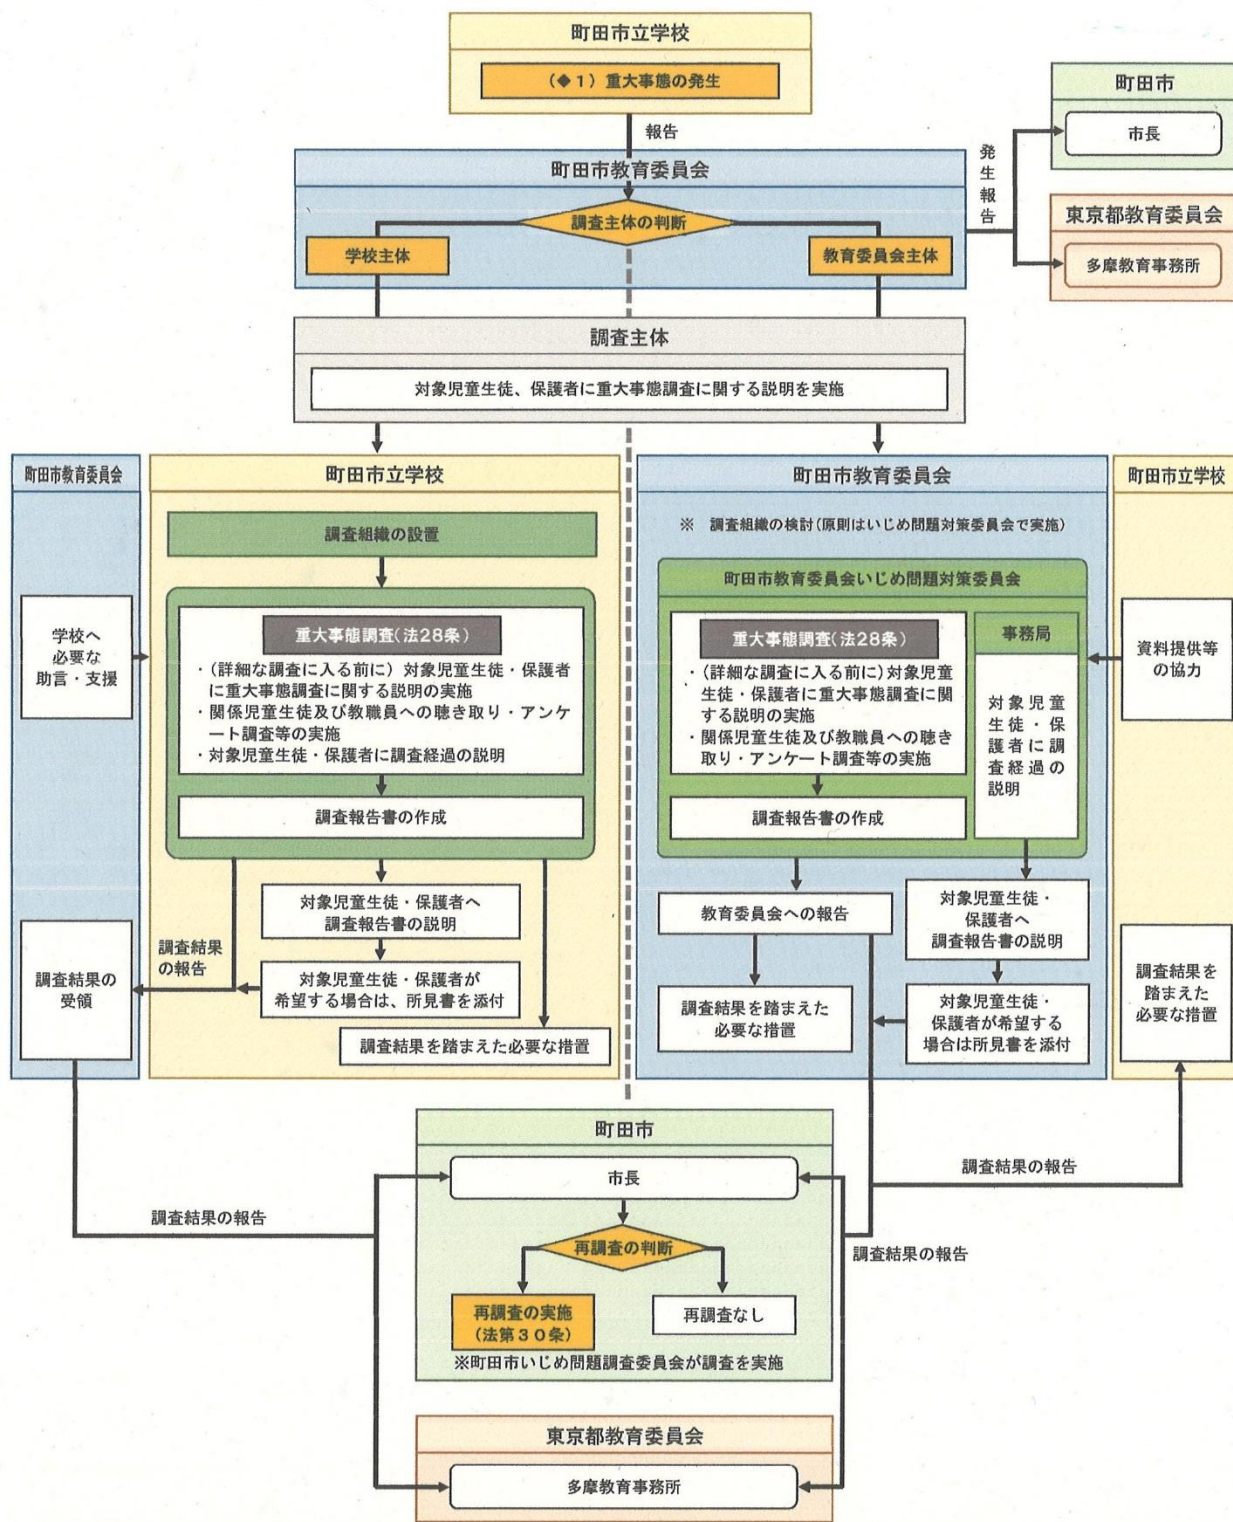 町田市立学校
(◆1)重大事態の発生
報告
町田市
市長
発生報告
東京都教育委員会
多摩教育事務所
町田市教育委員会
調査主体の判断
学校主体
教育委員会主体
調査主体
対象児童生徒、保護者に重大事態調査に関する説明を実施
町田市教育委員会
学校へ
必要な
助言・支援
調査結果の
受領
町田市立学校
調査組織の設置
重大事態調査(法28条)
・(詳細な調査に入る前に)対象児童生徒・保護者
に重大事態調査に関する説明の実施
・関係児童生徒及び教職員への聴き取り・アンケ
ート調査等の実施
・対象児童生徒・保護者に調査経過の説明
調査報告書の作成
対象児童生徒・保護者へ
調査報告書の説明
調査結果
の報告
対象児童生徒・保護者が
希望する場合は、所見書を添付
調査結果を踏まえた必要な措置
町田市教育委員会
※ 調査組織の検討(原則はいじめ問題対策委員会で実施)
町田市教育委員会いじめ問題対策委員会
重大事態調査(法28条)
・(詳細な調査に入る前に)対象児童
生徒・保護者に重大事態調査に関
する説明の実施
・関係児童生徒及び教職員への聴き
取り・アンケート調査等の実施
調査報告書の作成
事務局
対象児童
生徒・保
護者に調
査経過の
説明
教育委員会への報告
対象児童生徒・
保護者へ
調査報告書の説明
調査結果を踏まえた
必要な措置
対象児童生徒・
保護者が希望する
場合は所見書を添付
町田市立学校
資料提供等
の協力
調査結果を
踏まえた
必要な措置
調査結果の報告
調査結果の報告
調査結果の報告
町田市
市長
再調査の判断
再調査の実施
(法第30条)
再調査なし
※町田市いじめ問題調査委員会が調査を実施
東京都教育委員会
多摩教育事務所